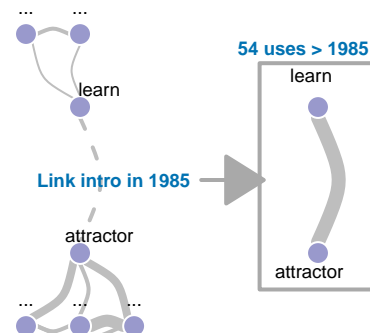 ... ...
54 uses > 1985
learn
learn
Link intro in 1985
attractor
attractor
... ... ...